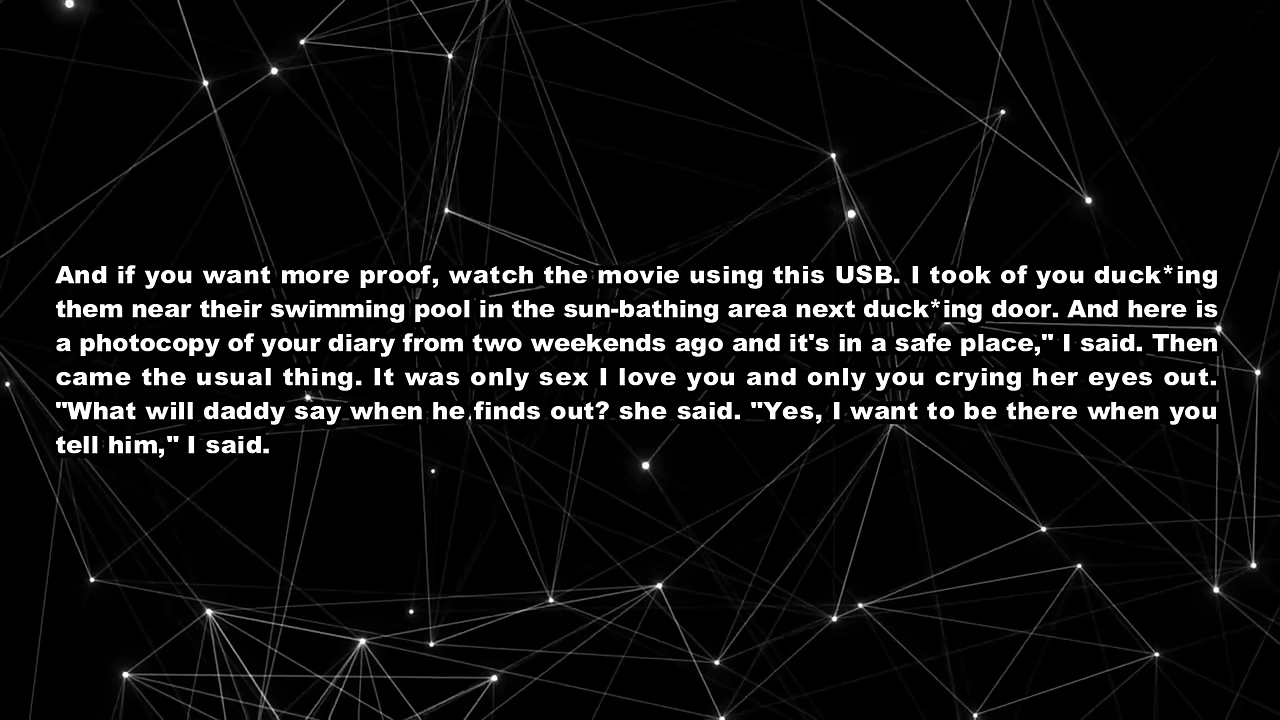 And if you want more proof, watch the movie using this USB. I took of you duck*ing
them near their swimming pool in the sun-bathing area next duck*ing door. And here is
a photocopy of your diary from two weekends ago and it's in a safe place," I said. Then
came the usual thing. It was only sex I love you and only you crying her eyes out.
"What will daddy say when he finds out? she said. "Yes, I want to be there when you
tell him," I said.